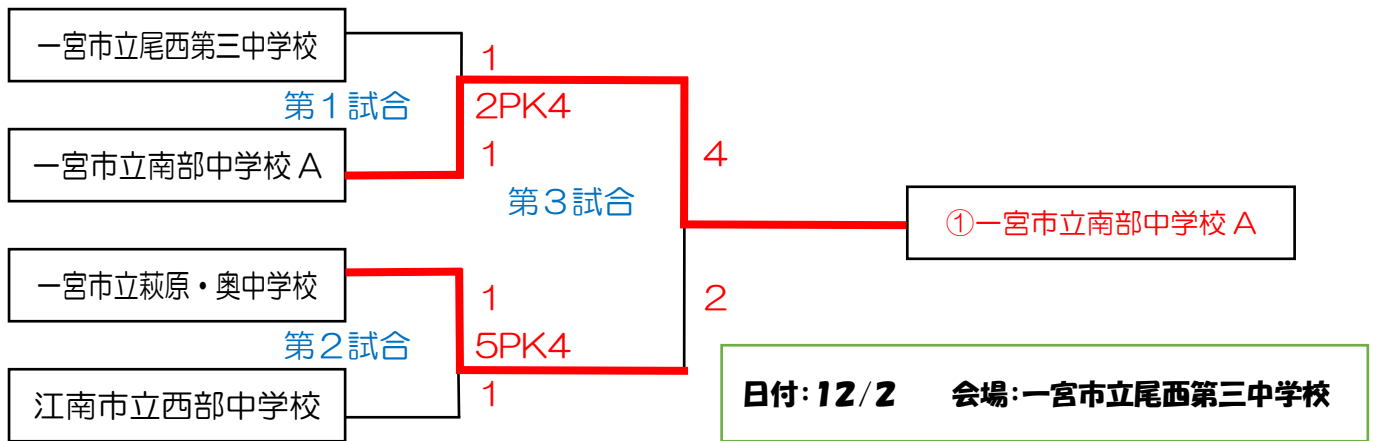 一宮市立尾西第三中学校
1
第1試合
2PK4
一宮市立南部中学校A
1
4
第3試合
①一宮市立南部中学校A
一宮市立萩原・奥中学校
1
2
第2試合
5PK4
江南市立西部中学校
1
日付:12/2 会場:一宮市立尾西第三中学校